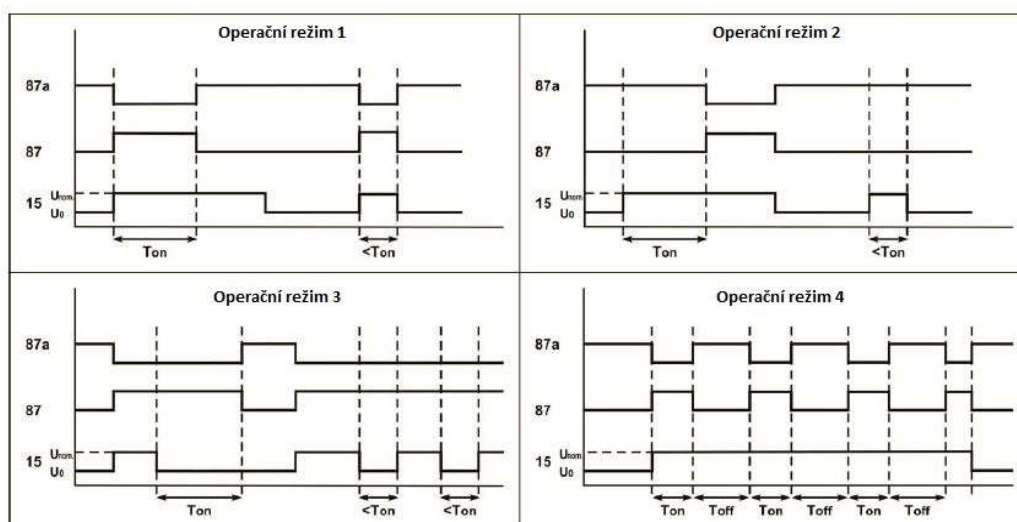 Operační režim 1
87a
87
15 Unom.
U0
Ton
<Ton
Operační režim 2
87a
87
15 Unom.
U0
Ton
<Ton
Operační režim 3
87a
87
15 Unom.
U0
Ton
<Ton
<Ton
Operační režim 4
87a
87
15 Unom.
U0
Ton Toff Ton Toff Ton Toff